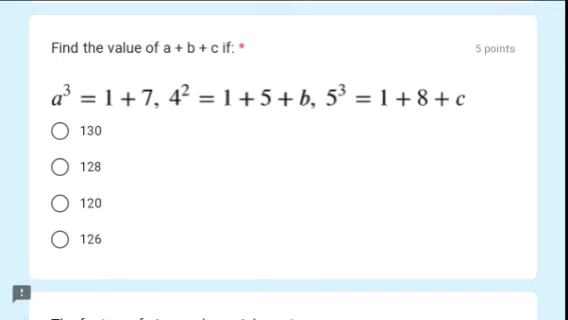 Find the value of a + b + c if: *
5 points
a³ = 1 + 7, 4² = 1 + 5 + b, 5³ = 1 + 8 + c
130
128
120
126
!